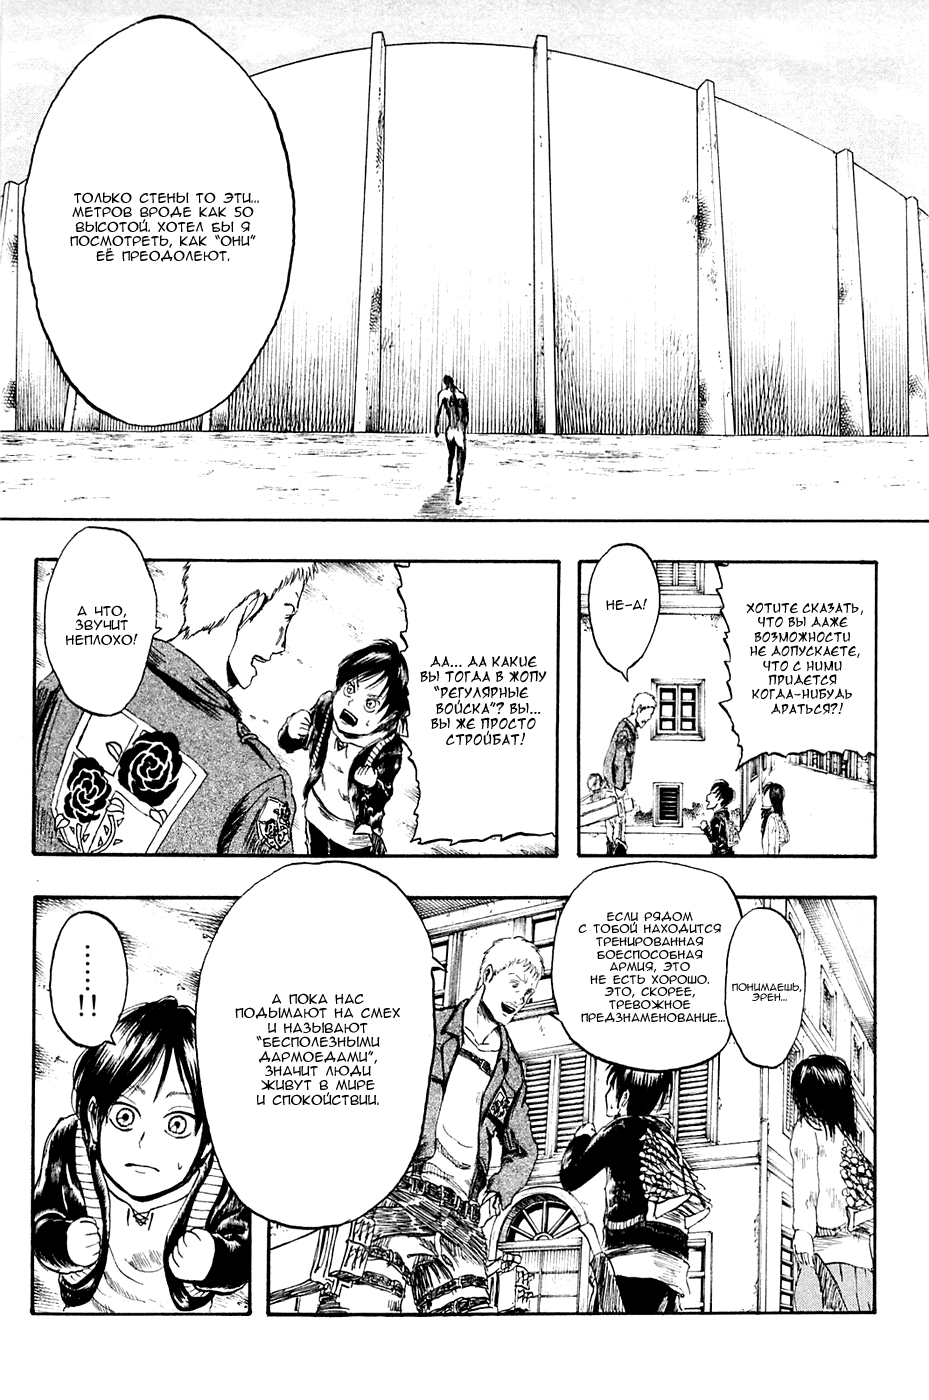 ТОЛЬКО СТЕНЫ ТО ЭТИ...
МЕТРОВ ВРОДЕ КАК 50
ВЫСОТОЙ. ХОТЕЛ БЫ Я
ПОСМОТРЕТЬ, КАК "ОНИ"
ЕЁ ПРЕОДОЛЕЮТ.
ХОТИТЕ СКАЗАТЬ,
ЧТО ВЫ ДАЖЕ
ВОЗМОЖНОСТИ
НЕ ДОПУСКАЕТЕ,
ЧТО С НИМИ
ПРИДЕТСЯ
КОГДА-НИБУДЬ
ДРАТЬСЯ?!
НЕ-А!
ДА... ДА КАКИЕ
ВЫ ТОГДА В ЖОПУ
"РЕГУЛЯРНЫЕ
ВОЙСКА"? ВЫ...
ВЫ ЖЕ ПРОСТО
СТРОЙБАТ!
А ЧТО,
ЗВУЧИТ
НЕПЛОХО!
ПОНИМАЕШЬ,
ЭРЕН...
ЕСЛИ РЯДОМ
С ТОБОЙ НАХОДИТСЯ
ТРЕНИРОВАННАЯ
БОЕСПОСОБНАЯ
АРМИЯ, ЭТО
НЕ ЕСТЬ ХОРОШО.
ЭТО, СКОРЕЕ,
ТРЕВОЖНОЕ
ПРЕДЗНАМЕНОВАНИЕ...
А ПОКА НАС
ПОДЫМАЮТ НА СМЕХ
И НАЗЫВАЮТ
"БЕСПОЛЕЗНЫМИ
ДАРМОЕДАМИ",
ЗНАЧИТ ЛЮДИ
ЖИВУТ В МИРЕ
И СПОКОЙСТВИИ.
......!!